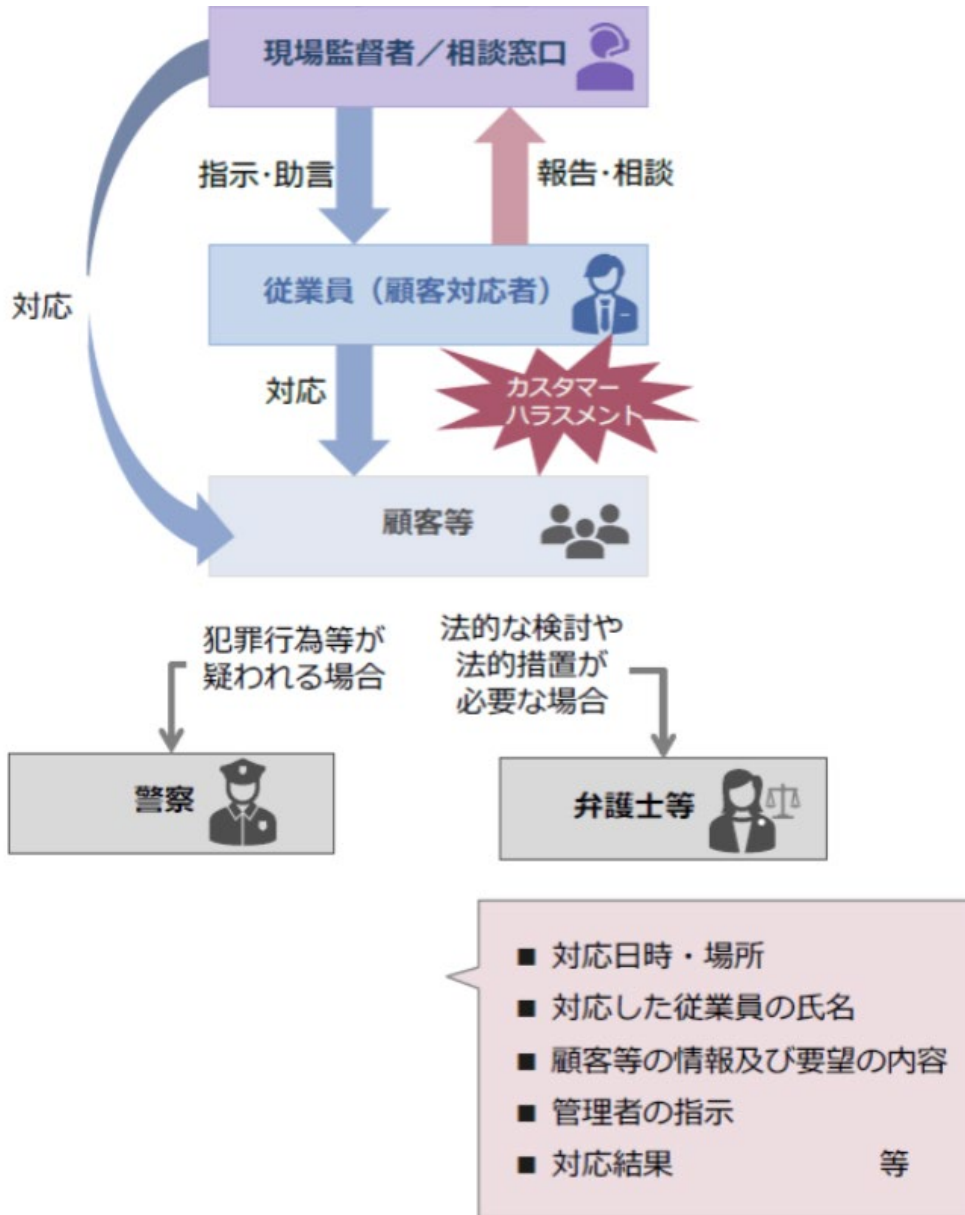 現場監督者／相談窓口
指示･助言
報告･相談
従業員（顧客対応者）
対応
対応
カスタマー
ハラスメント
顧客等
犯罪行為等が
疑われる場合
法的な検討や
法的措置が
必要な場合
警察
弁護士等
■ 対応日時・場所
■ 対応した従業員の氏名
■ 顧客等の情報及び要望の内容
■ 管理者の指示
■ 対応結果 等